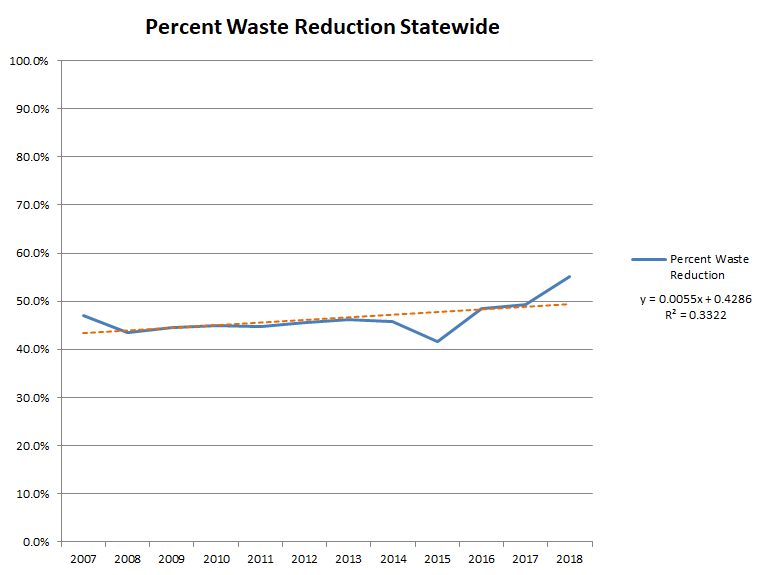 Percent Waste Reduction Statewide
100.0%
90.0%
80.0%
70.0%
60.0%
50.0%
40.0%
30.0%
20.0%
10.0%
0.0%
2007 2008 2009 2010 2011 2012 2013 2014 2015 2016 2017 2018
Percent Waste
Reduction
y = 0.0055x + 0.4286
R² = 0.3322